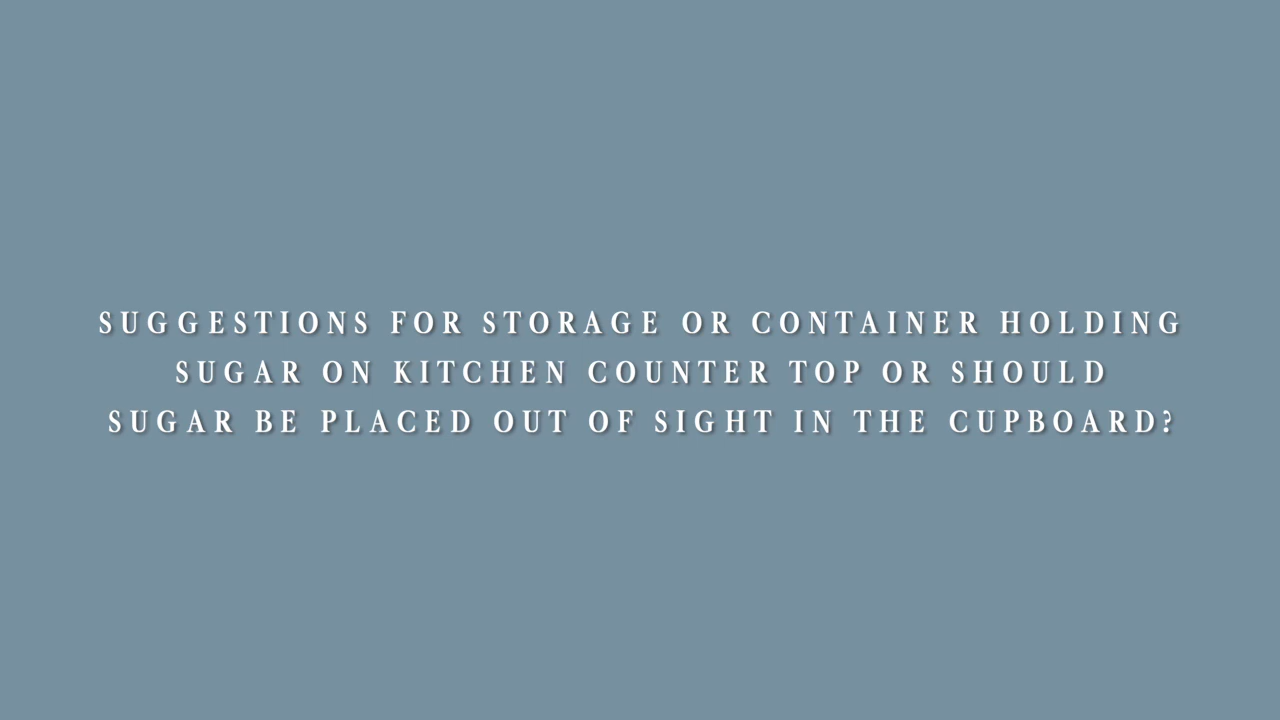 SUGGESTIONS FOR STORAGE OR CONTAINER HOLDING
SUGAR ON KITCHEN COUNTER TOP OR SHOULD
SUGAR BE PLACED OUT OF SIGHT IN THE CUPBOARD?